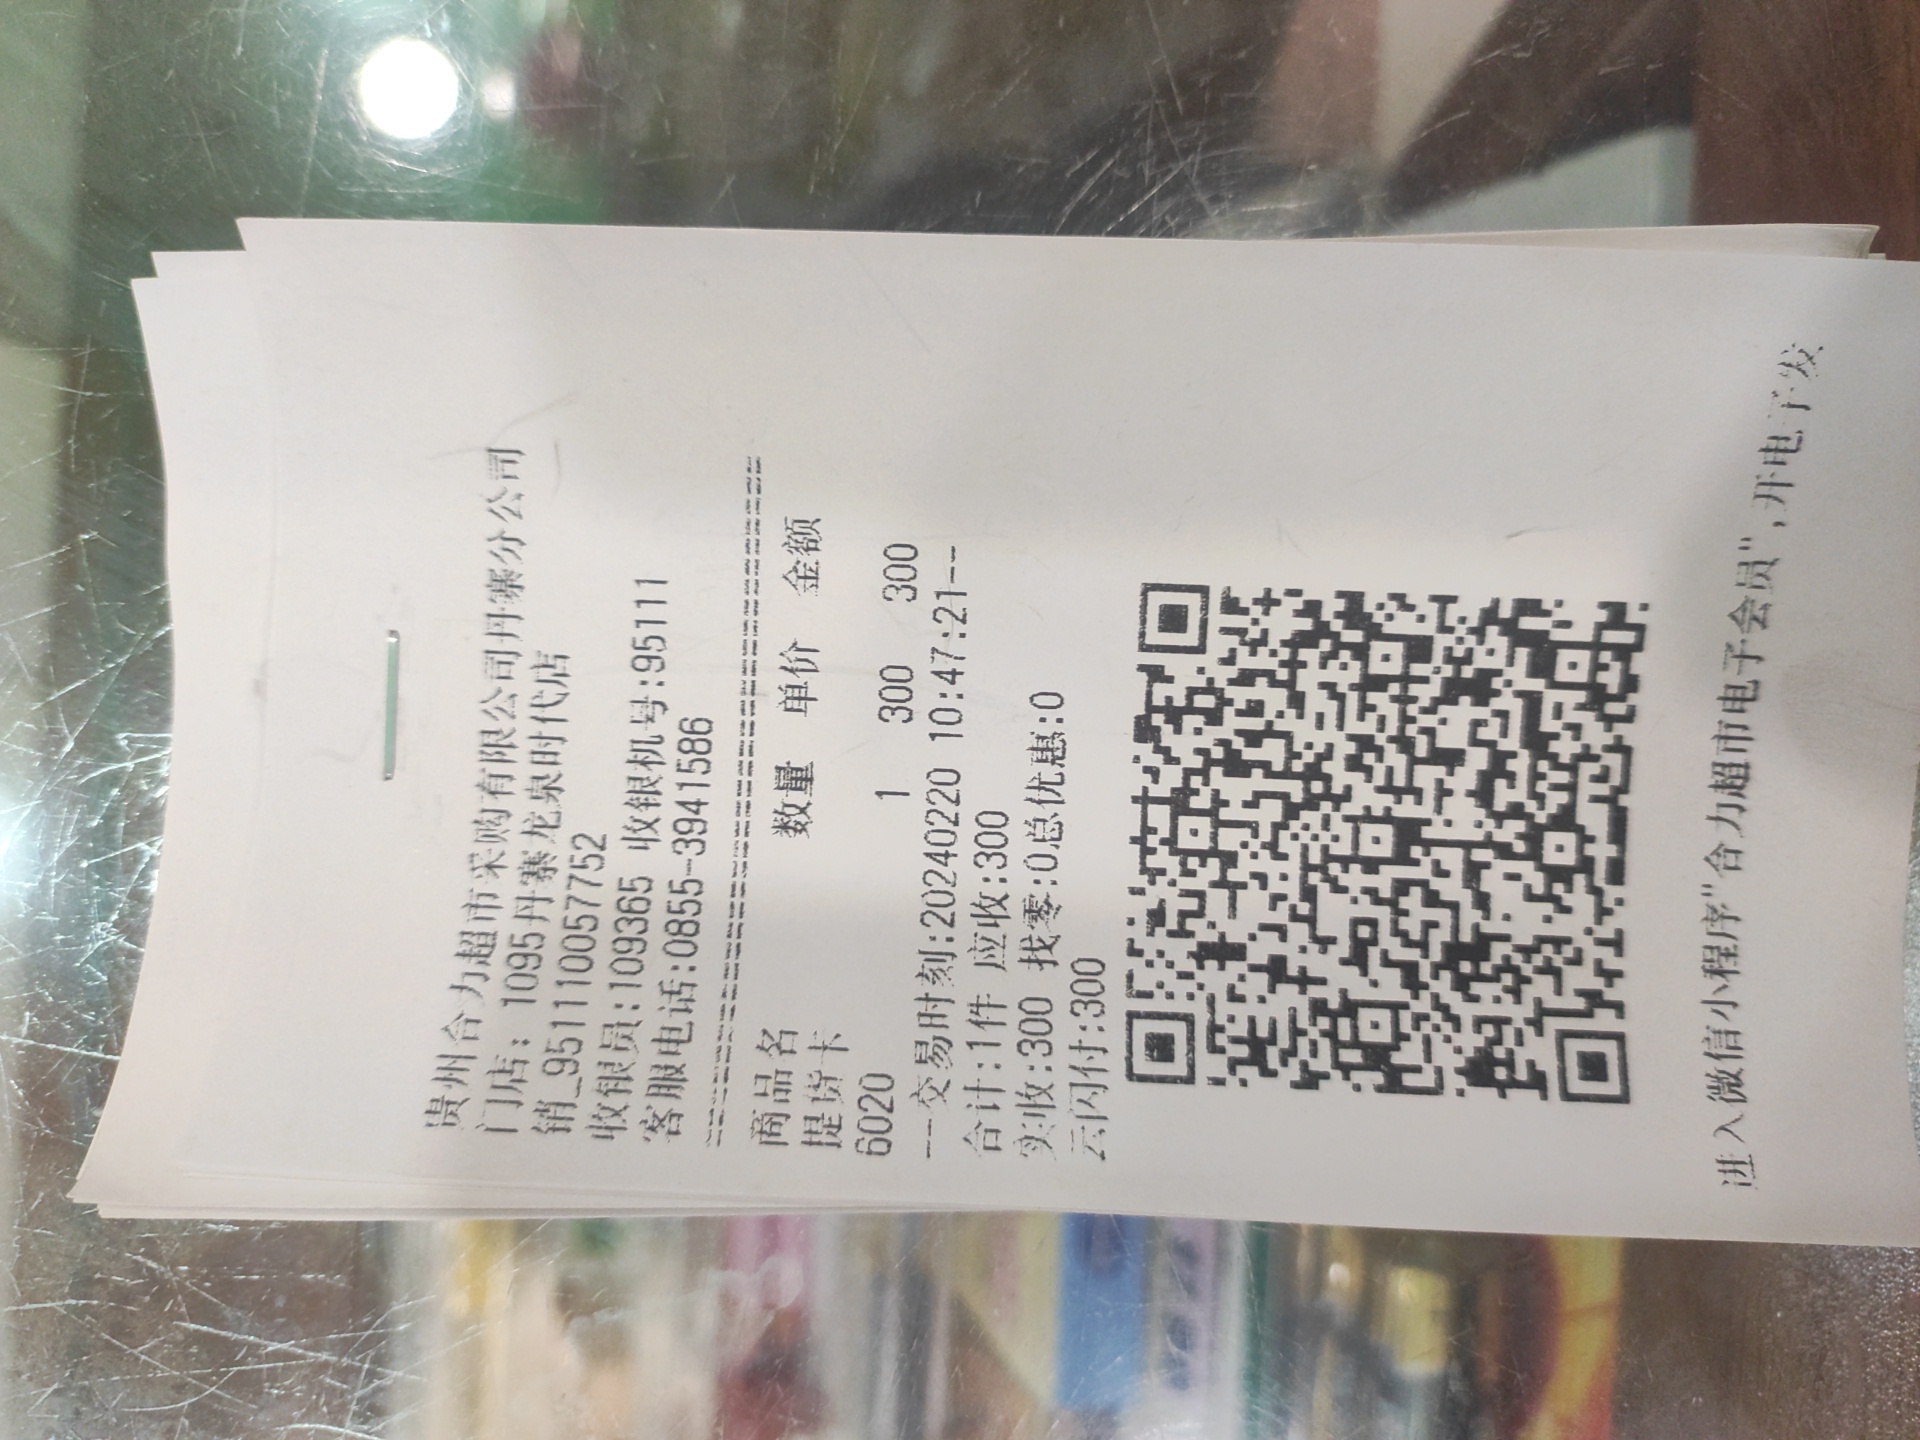 贵州合力超市采购有限公司丹寨分公司
门店: 1095丹寨龙泉时代店
销_951110057752
收银员:109365 收银机号:95111
客服电话:0855-3941586
商品名 数量 单价 金额
提货卡
6020 1 300 300
--交易时刻:20240220 10:47:21--
合计:1件 应收:300
实收:300 找零:0总优惠:0
云闪付:300
进入微信小程序"合力超市电子会员",开电子发